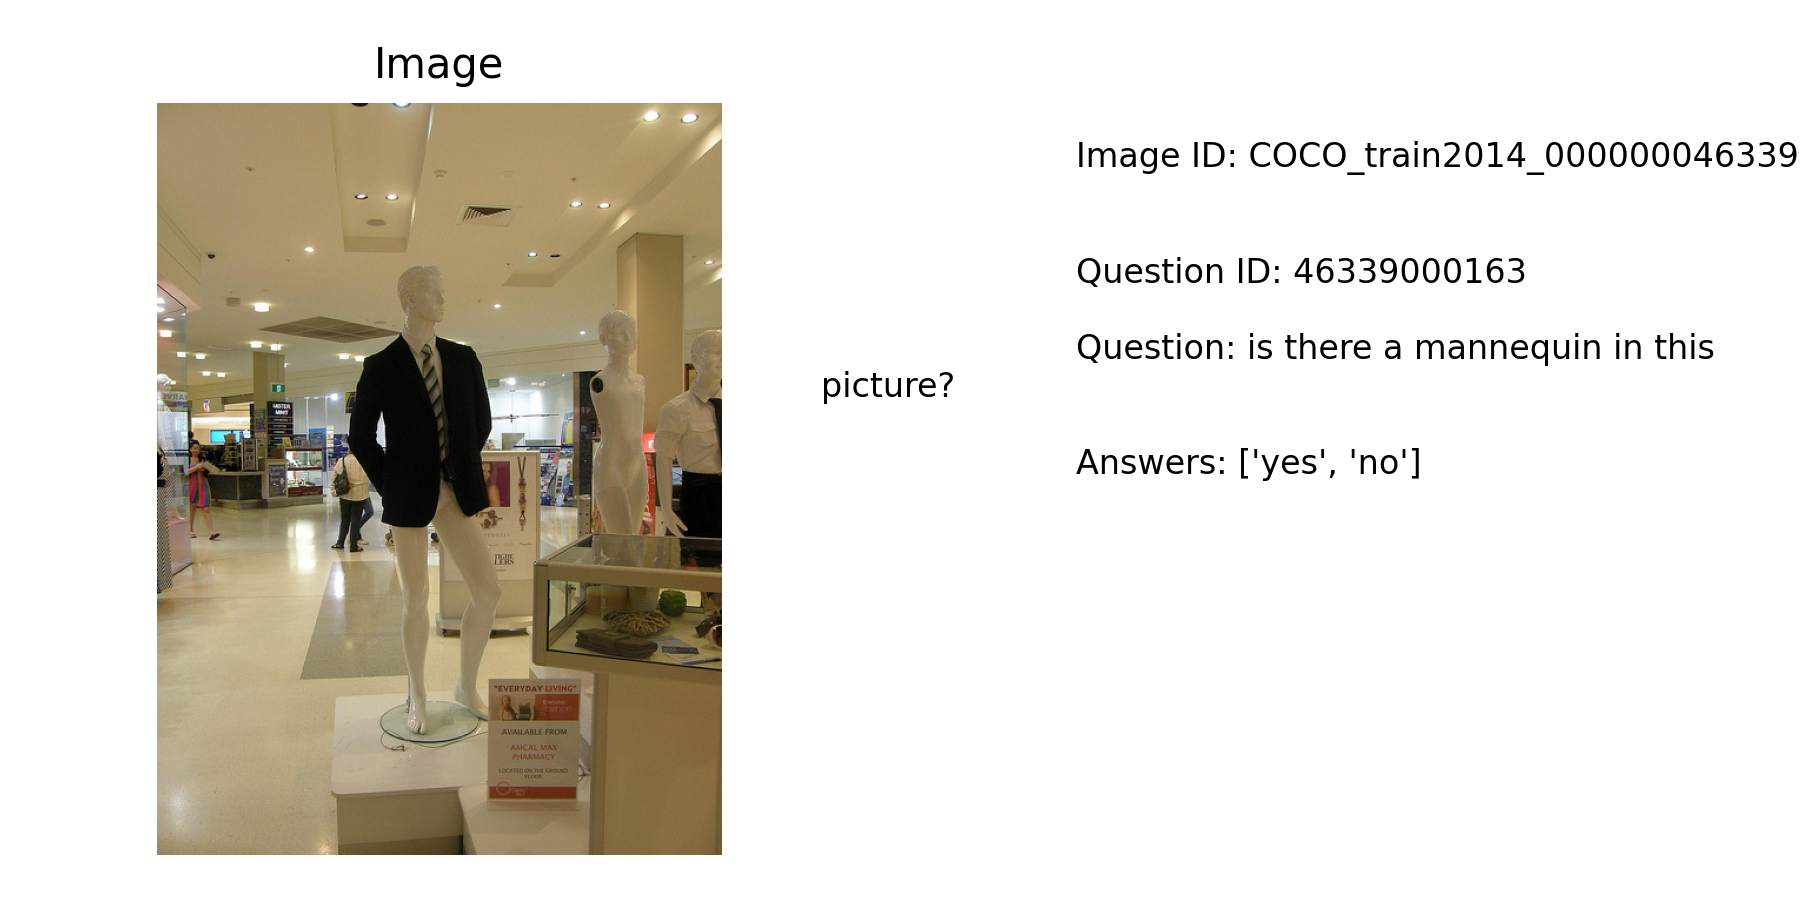 Image
Image ID: COCO_train2014_000000046339
Question ID: 46339000163
Question: is there a mannequin in this
picture?
Answers: ['yes', 'no']
MISTER
MINIT
TIGER
"EVERYDAY LIVING"
AVAILABLE FROM
AMCAL MAX
PHARMACY
LOCATED ON THE GROUND
FLOOR